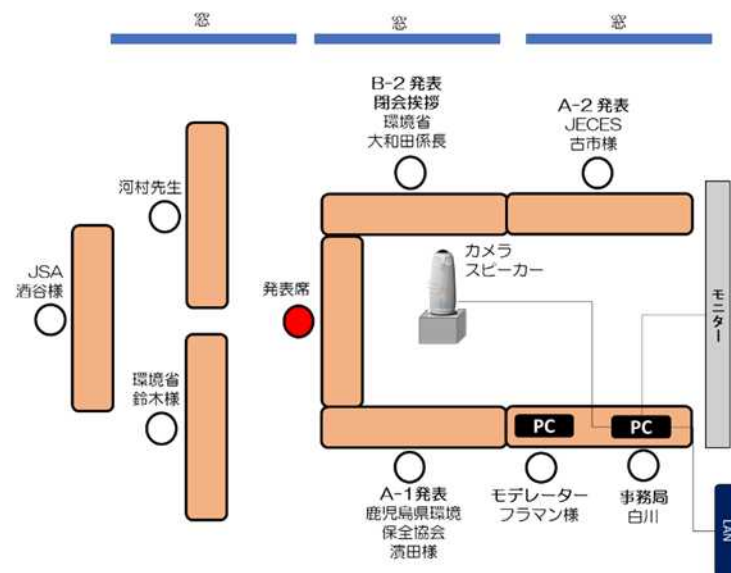 窓
窓
窓
B-2 発表
閉会挨拶
環境省
大和田係長
A-2 発表
JECES
古市様
河村先生
カメラ
スピーカー
JSA
酒谷様
発表席
モニター
環境省
鈴木様
PC
PC
A-1 発表
鹿児島県環境
保全協会
濱田様
モデレーター
フラマン様
事務局
白川
LAN